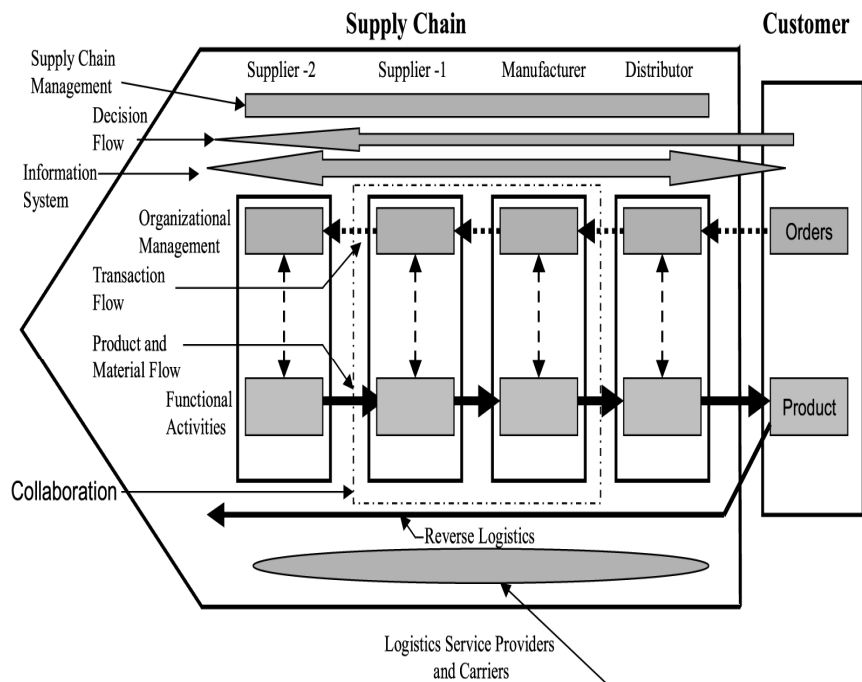 Supply Chain
Customer
Supplier -2
Supplier -1
Manufacturer
Distributor
Supply Chain
Management
Decision
Flow
Information
System
Organizational
Management
Orders
Transaction
Flow
Product and
Material Flow
Functional
Activities
Product
Collaboration
Reverse Logistics
Logistics Service Providers
and Carriers